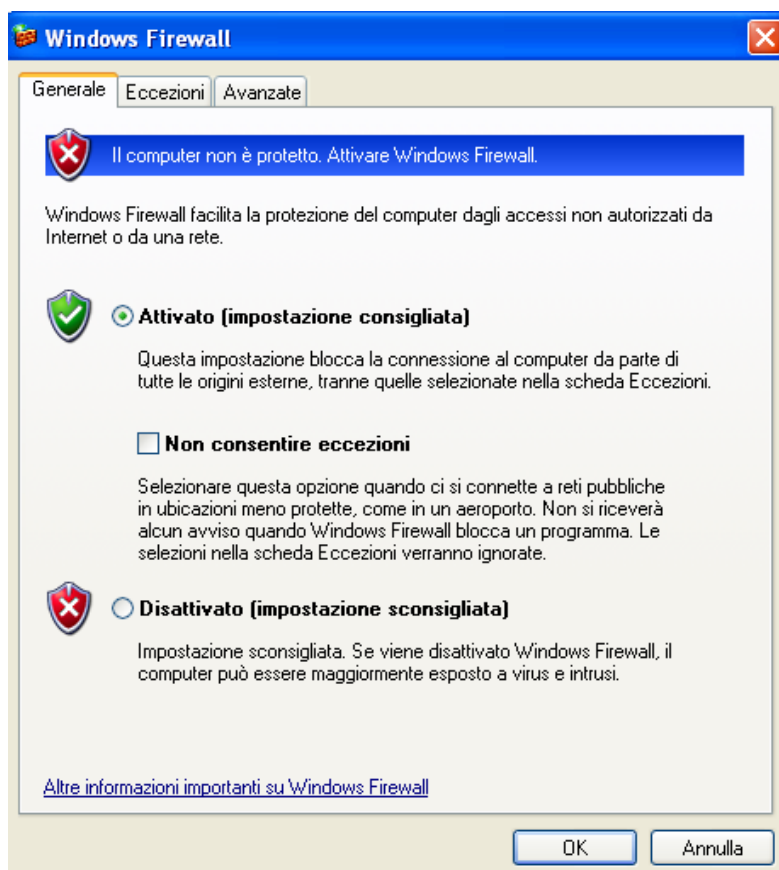 Windows Firewall
Generale Eccezioni Avanzate
Il computer non è protetto. Attivare Windows Firewall.
Windows Firewall facilita la protezione del computer dagli accessi non autorizzati da
Internet o da una rete.
Attivato (impostazione consigliata)
Questa impostazione blocca la connessione al computer da parte di
tutte le origini esterne, tranne quelle selezionate nella scheda Eccezioni.
Non consentire eccezioni
Selezionare questa opzione quando ci si connette a reti pubbliche
in ubicazioni meno protette, come in un aeroporto. Non si riceverà
alcun avviso quando Windows Firewall blocca un programma. Le
selezioni nella scheda Eccezioni verranno ignorate.
Disattivato (impostazione sconsigliata)
Impostazione sconsigliata. Se viene disattivato Windows Firewall, il
computer può essere maggiormente esposto a virus e intrusi.
Altre informazioni importanti su Windows Firewall
OK Annulla